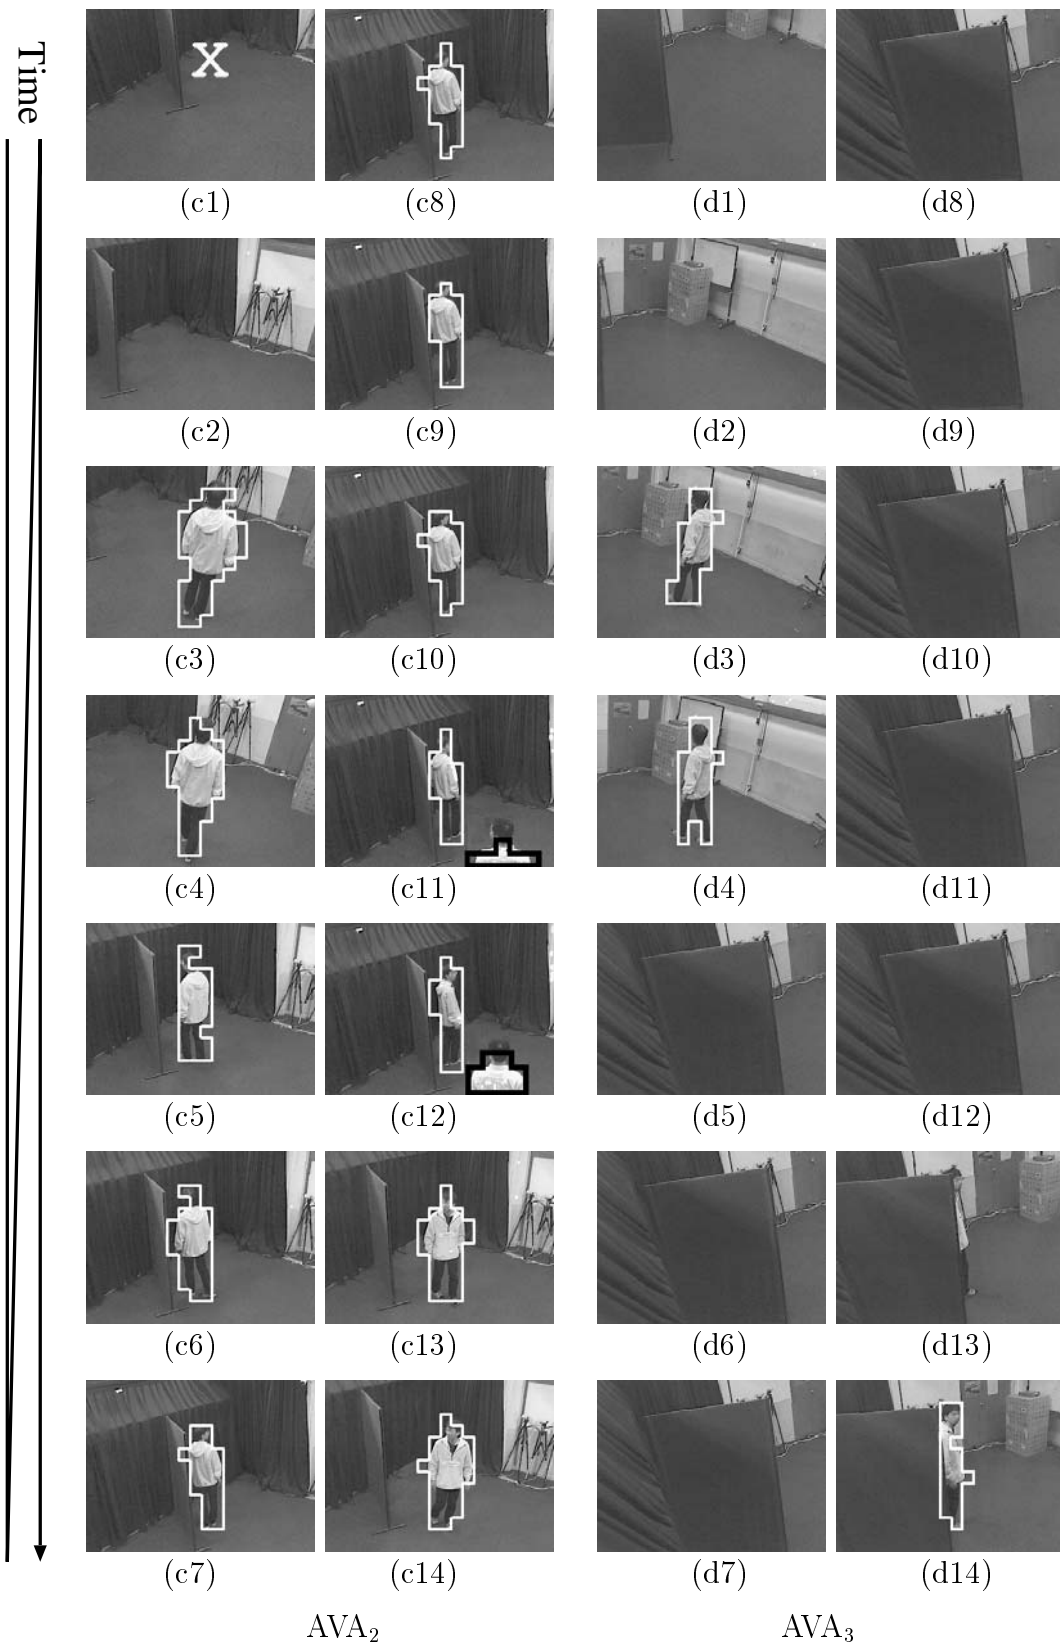 Time
X
(c1) (c8) (d1) (d8)
(c2) (c9) (d2) (d9)
(c3) (c10) (d3) (d10)
(c4) (c11) (d4) (d11)
(c5) (c12) (d5) (d12)
(c6) (c13) (d6) (d13)
(c7) (c14) (d7) (d14)
AVA₂ AVA₃